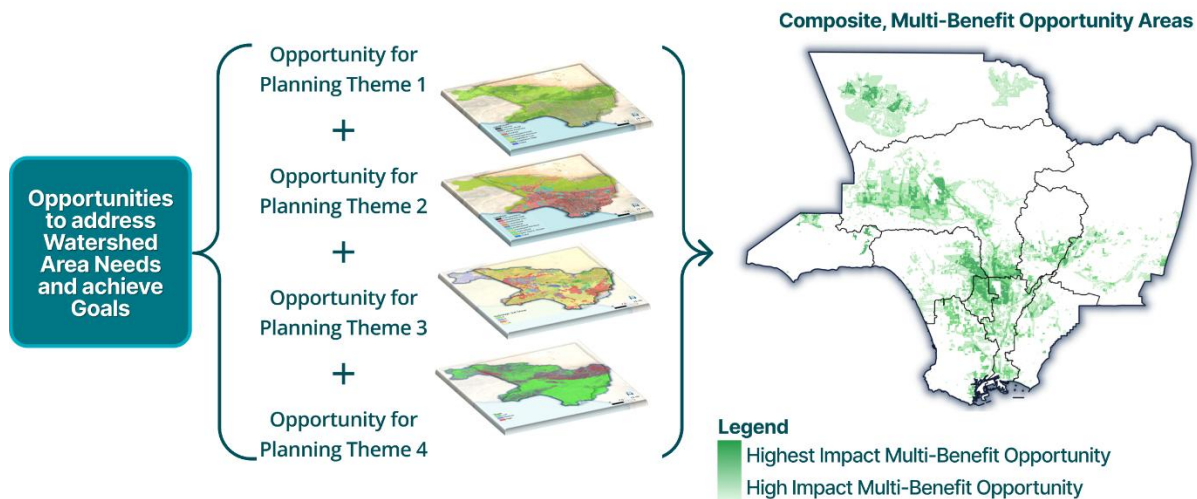 Composite, Multi-Benefit Opportunity Areas
Opportunities
to address
Watershed
Area Needs
and achieve
Goals
Opportunity for
Planning Theme 1
+
Opportunity for
Planning Theme 2
+
Opportunity for
Planning Theme 3
+
Opportunity for
Planning Theme 4
Legend
Highest Impact Multi-Benefit Opportunity
High Impact Multi-Benefit Opportunity